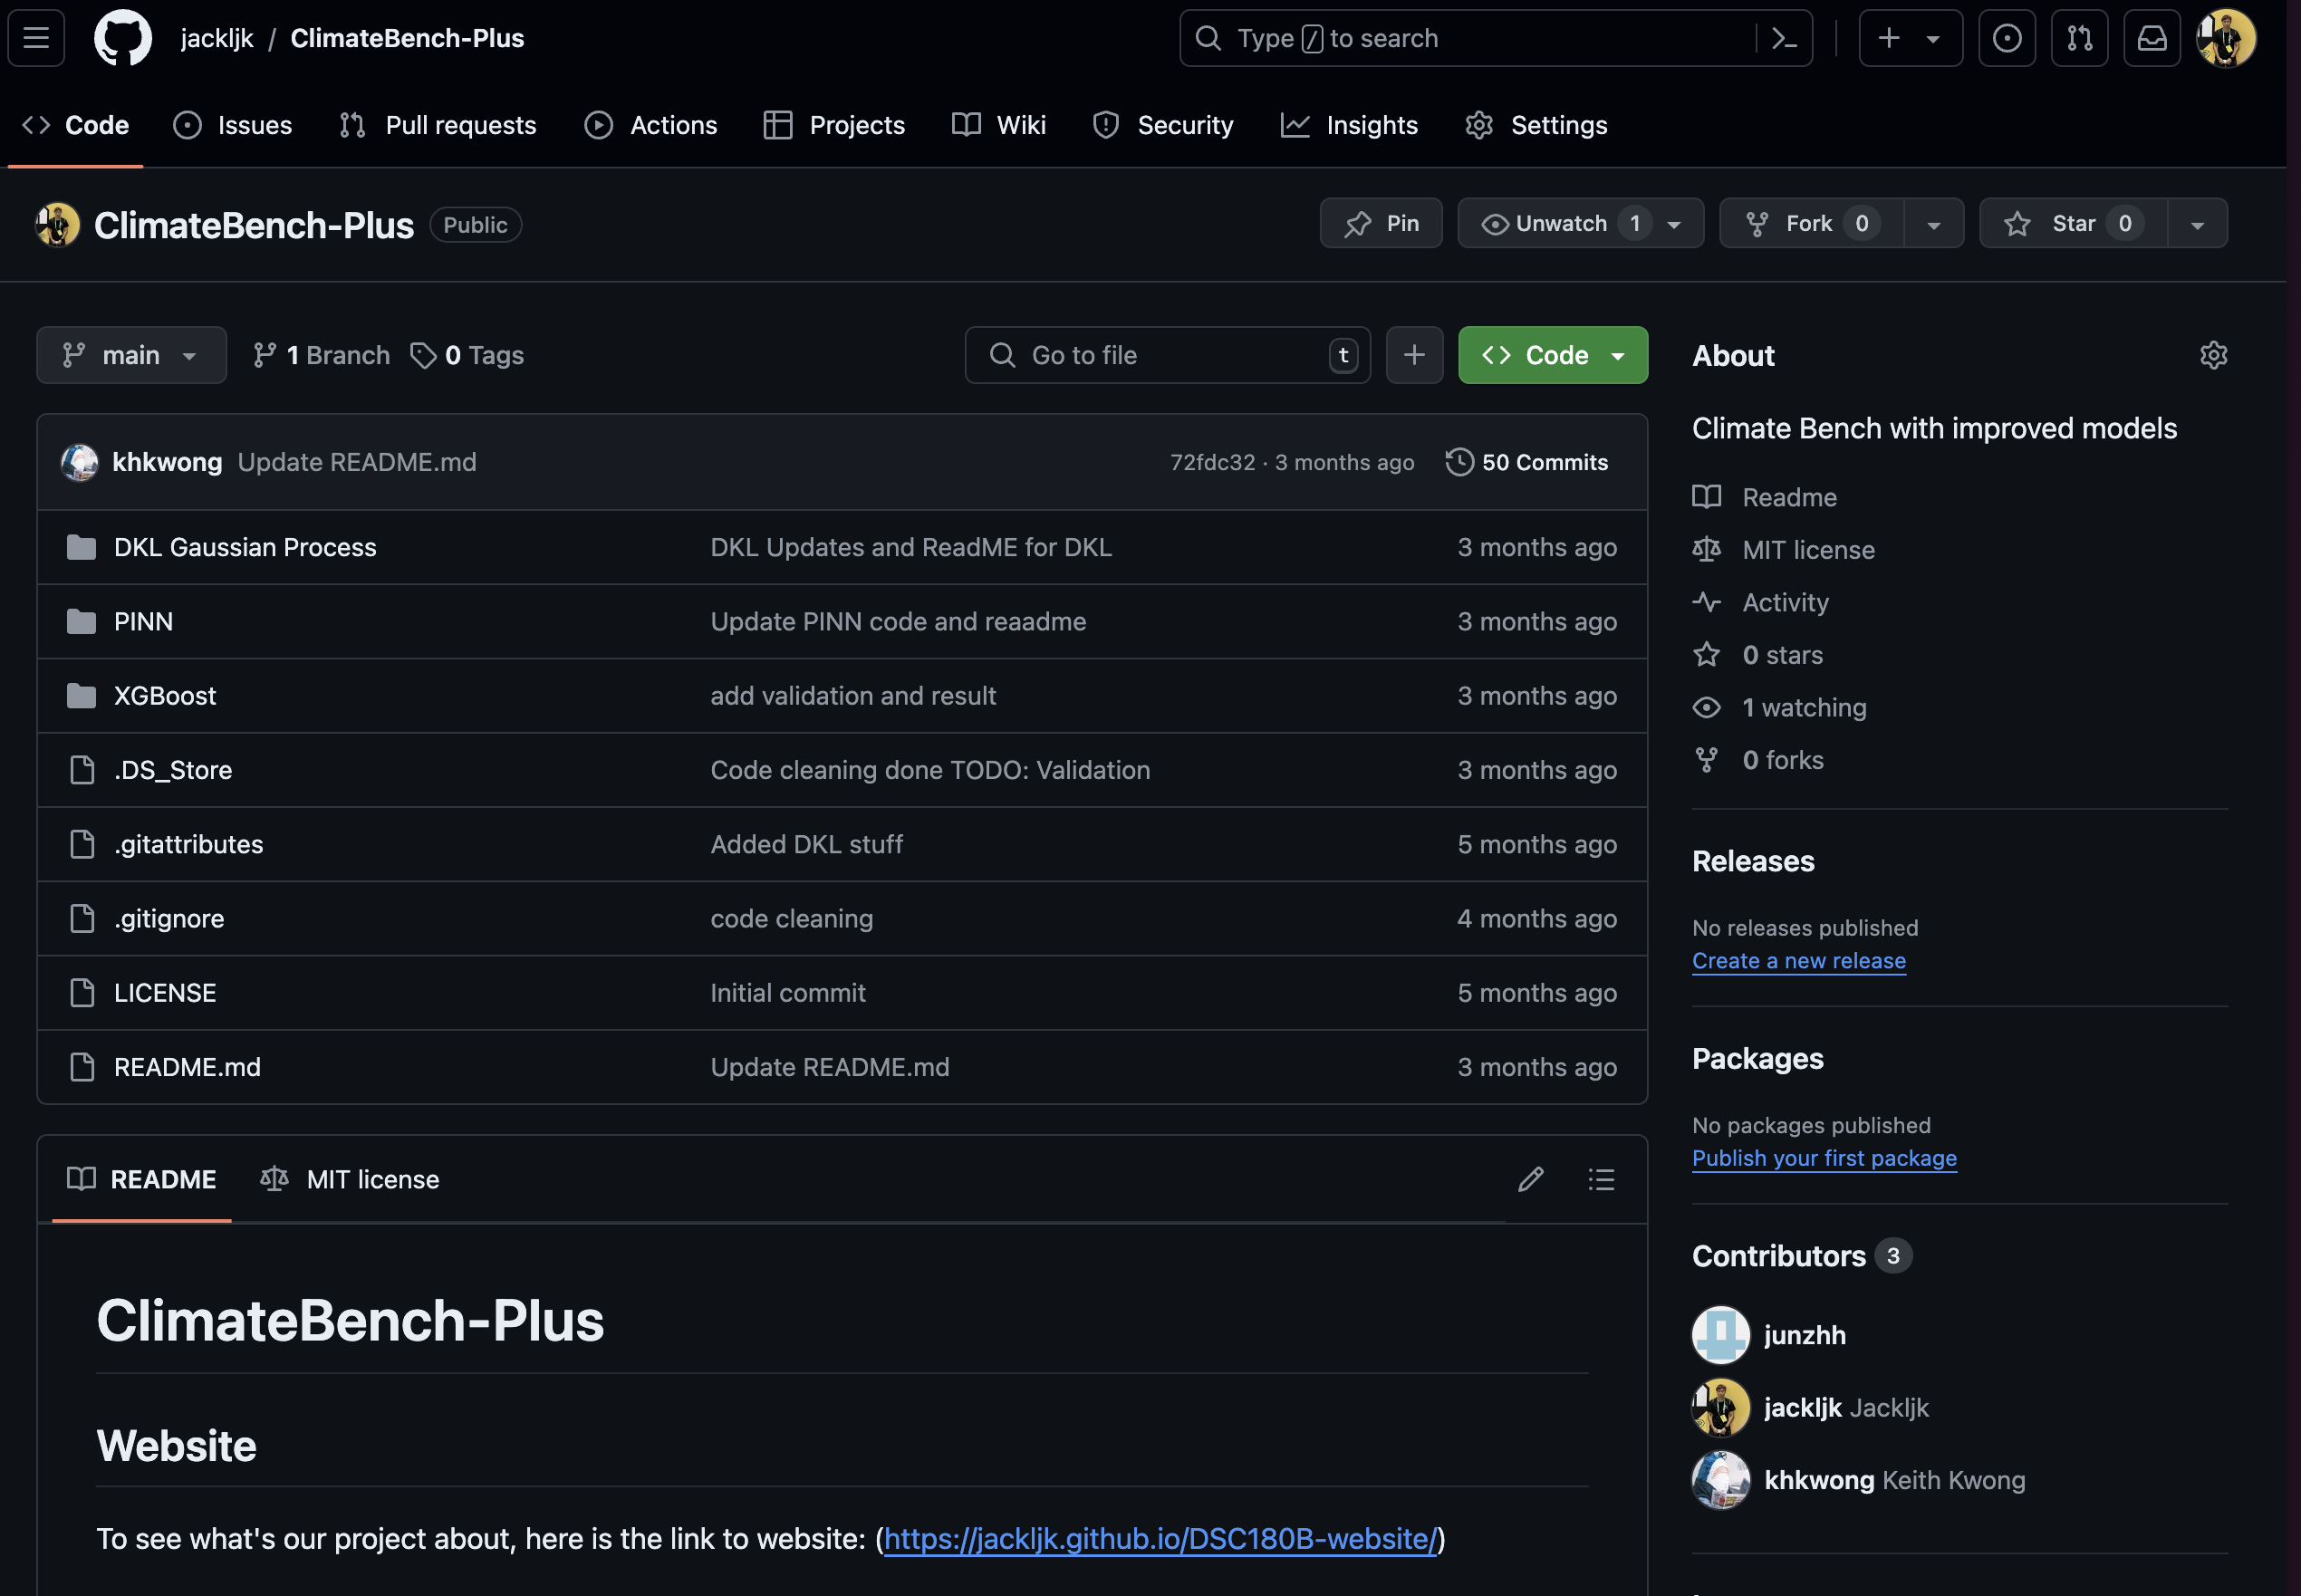 jackljk / ClimateBench-Plus
Type / to search
Code Issues Pull requests Actions Projects Wiki Security Insights Settings
ClimateBench-Plus Public
Pin Unwatch 1 Fork 0 Star 0
main 1 Branch 0 Tags
Go to file t
Code
khkwong Update README.md 72fdc32 · 3 months ago 50 Commits
DKL Gaussian Process DKL Updates and ReadME for DKL 3 months ago
PINN Update PINN code and reaadme 3 months ago
XGBoost add validation and result 3 months ago
.DS_Store Code cleaning done TODO: Validation 3 months ago
.gitattributes Added DKL stuff 5 months ago
.gitignore code cleaning 4 months ago
LICENSE Initial commit 5 months ago
README.md Update README.md 3 months ago
README MIT license
ClimateBench-Plus
Website
To see what's our project about, here is the link to website: (https://jackljk.github.io/DSC180B-website/)
About
Climate Bench with improved models
Readme
MIT license
Activity
0 stars
1 watching
0 forks
Releases
No releases published
Create a new release
Packages
No packages published
Publish your first package
Contributors 3
junzhh
jackljk Jackljk
khkwong Keith Kwong